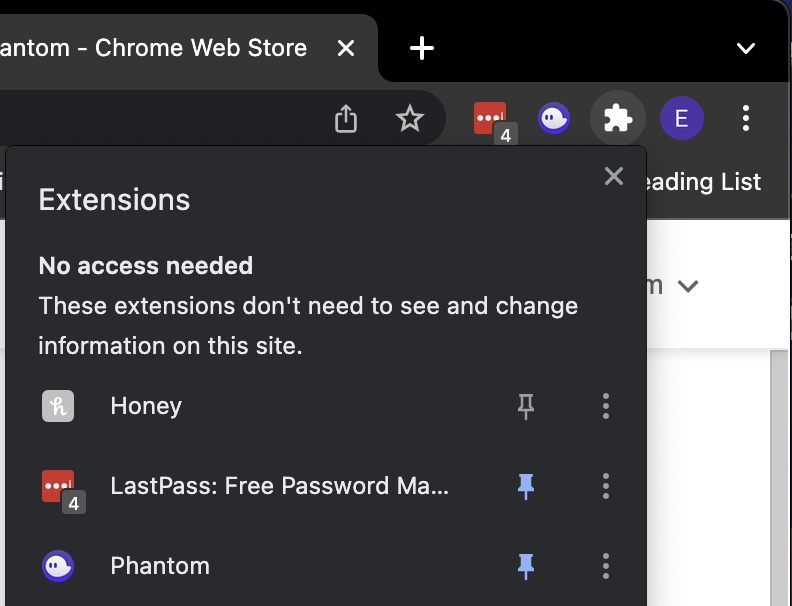 antom - Chrome Web Store
4
E
eading List
Extensions
m
No access needed
These extensions don't need to see and change
information on this site.
Honey
LastPass: Free Password Ma...
4
Phantom